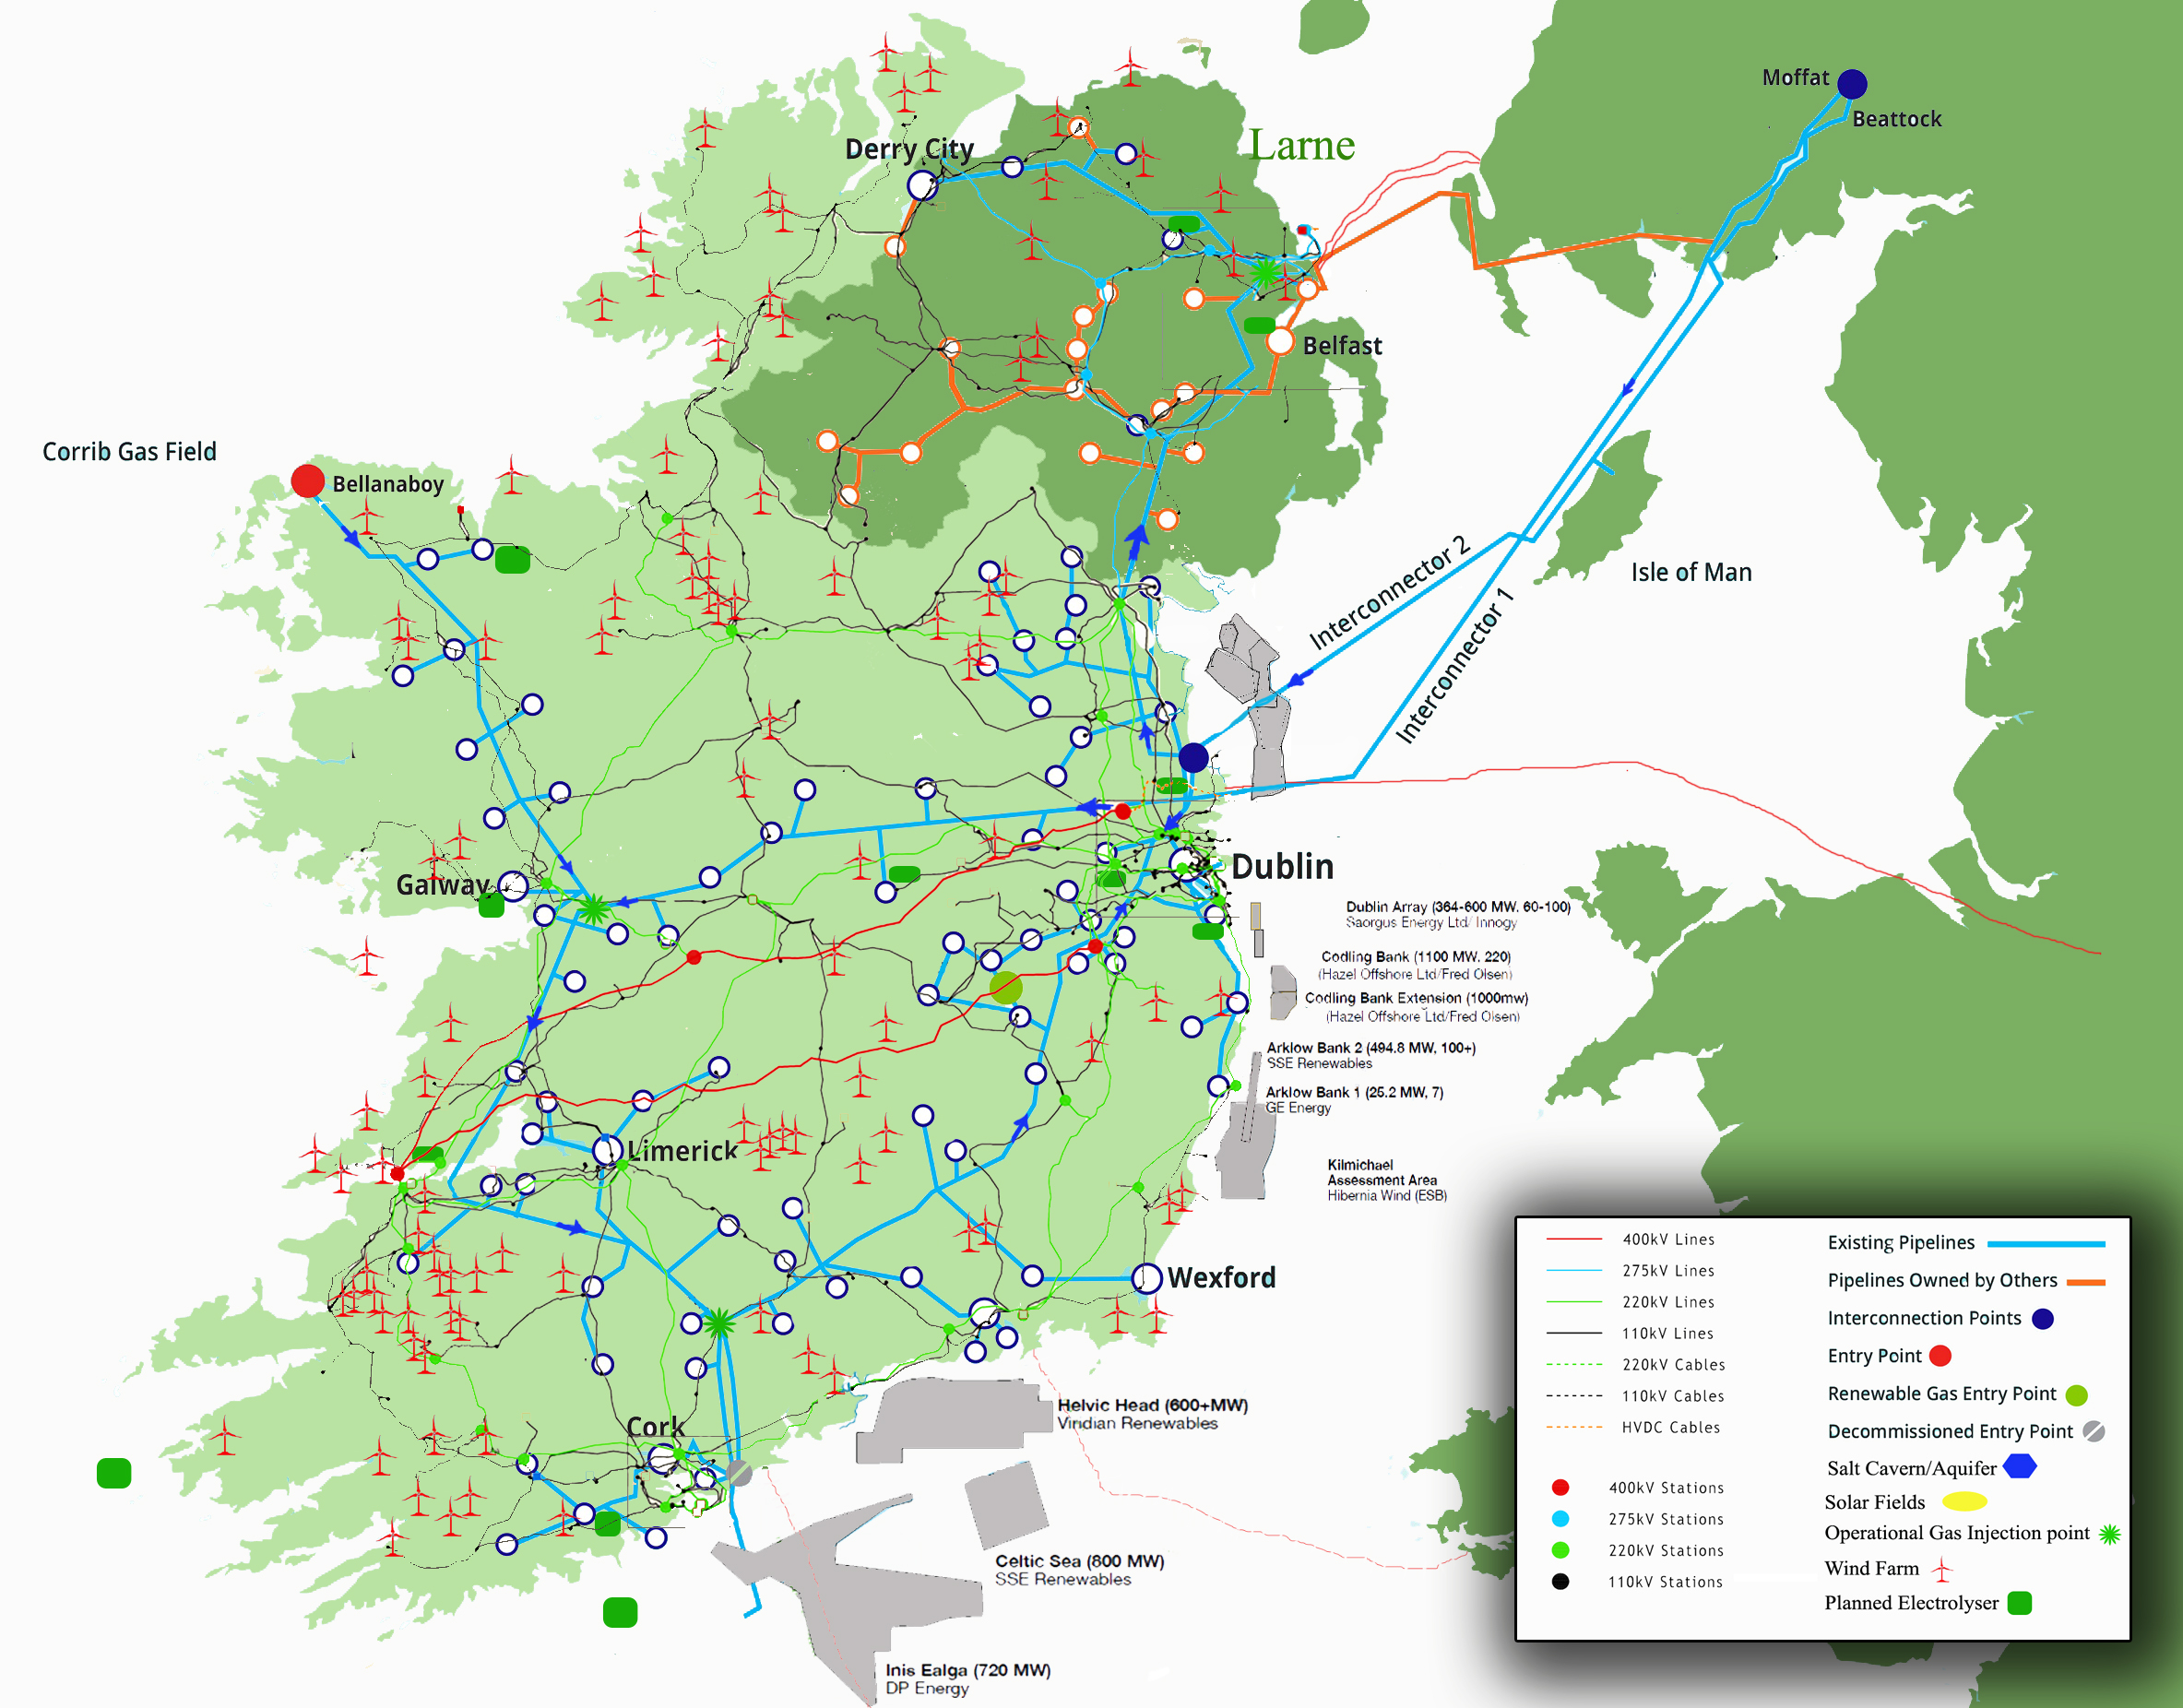 Moffat
Beattock
Larne
Derry City
Belfast
Corrib Gas Field
Bellanaboy
Isle of Man
Interconnector 2
Interconnector 1
Galway
Dublin
Dublin Array (364-600 MW, 60-100)
Saorgus Energy Ltd/ Innogy
Codling Bank (1100 MW, 220)
(Hazel Offshore Ltd/Fred Olsen)
Codling Bank Extension (1000mw)
(Hazel Offshore Ltd/Fred Olsen)
Arklow Bank 2 (494.8 MW, 100+)
SSE Renewables
Arklow Bank 1 (25.2 MW, 7)
GE Energy
Limerick
Kilmichael
Assessment Area
Hibernia Wind (ESB)
Wexford
Cork
Helvic Head (600+MW)
Viridian Renewables
Celtic Sea (800 MW)
SSE Renewables
Inis Ealga (720 MW)
DP Energy
400kV Lines
275kV Lines
220kV Lines
110kV Lines
220kV Cables
110kV Cables
HVDC Cables
400kV Stations
275kV Stations
220kV Stations
110kV Stations
Existing Pipelines
Pipelines Owned by Others
Interconnection Points
Entry Point
Renewable Gas Entry Point
Decommissioned Entry Point
Salt Cavern/Aquifer
Solar Fields
Operational Gas Injection point
Wind Farm
Planned Electrolyser